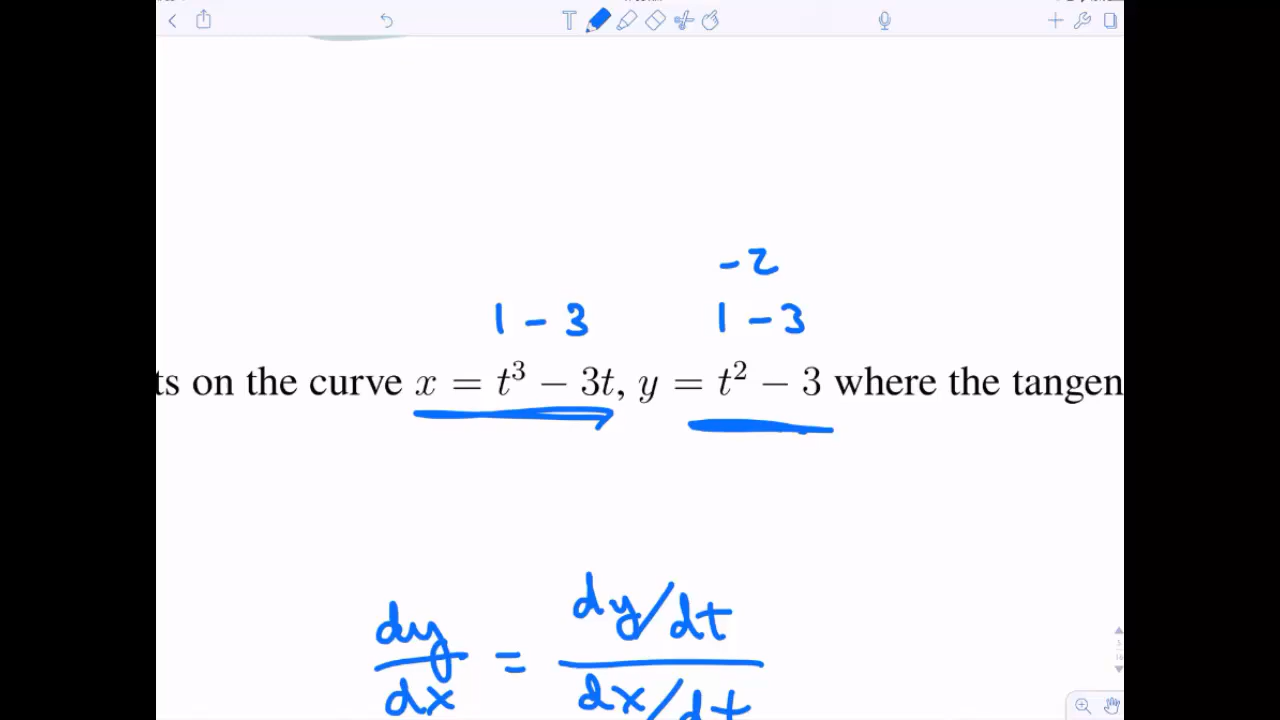 -2
1 - 3 1 - 3
ts on the curve x = t³ − 3t, y = t² − 3 where the tangen
dy/dt
dy/dx =
dx/dt